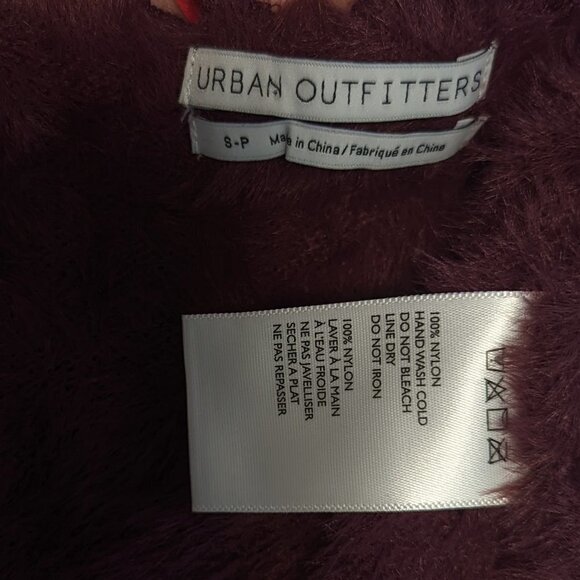 URBAN OUTFITTERS
S-P Made in China / Fabriqué en Chine
100% NYLON
HAND WASH COLD
DO NOT BLEACH
LINE DRY
DO NOT IRON
100% NYLON
LAVER À LA MAIN
À L'EAU FROIDE
NE PAS JAVELLISER
SECHER A PLAT
NE PAS REPASSER